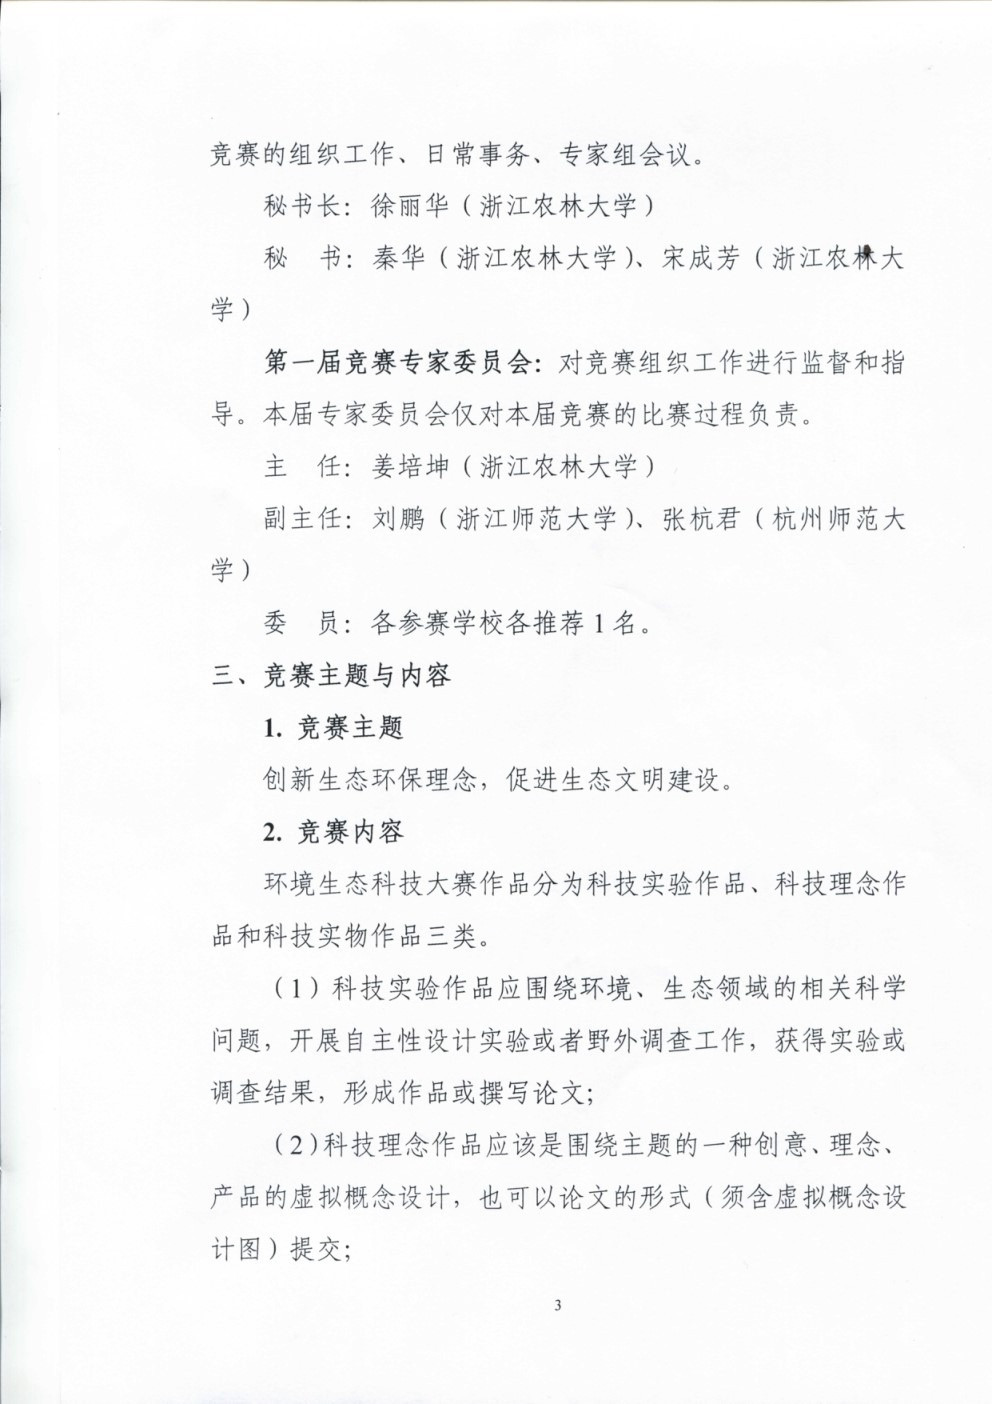 竞赛的组织工作、日常事务、专家组会议。
秘书长：徐丽华（浙江农林大学）
秘　书：秦华（浙江农林大学）、宋成芳（浙江农林大
学）
第一届竞赛专家委员会：对竞赛组织工作进行监督和指
导。本届专家委员会仅对本届竞赛的比赛过程负责。
主　任：姜培坤（浙江农林大学）
副主任：刘鹏（浙江师范大学）、张杭君（杭州师范大
学）
委　员：各参赛学校各推荐 1 名。
三、竞赛主题与内容
1. 竞赛主题
创新生态环保理念，促进生态文明建设。
2. 竞赛内容
环境生态科技大赛作品分为科技实验作品、科技理念作
品和科技实物作品三类。
（1）科技实验作品应围绕环境、生态领域的相关科学
问题，开展自主性设计实验或者野外调查工作，获得实验或
调查结果，形成作品或撰写论文；
（2）科技理念作品应该是围绕主题的一种创意、理念、
产品的虚拟概念设计，也可以论文的形式（须含虚拟概念设
计图）提交；
3